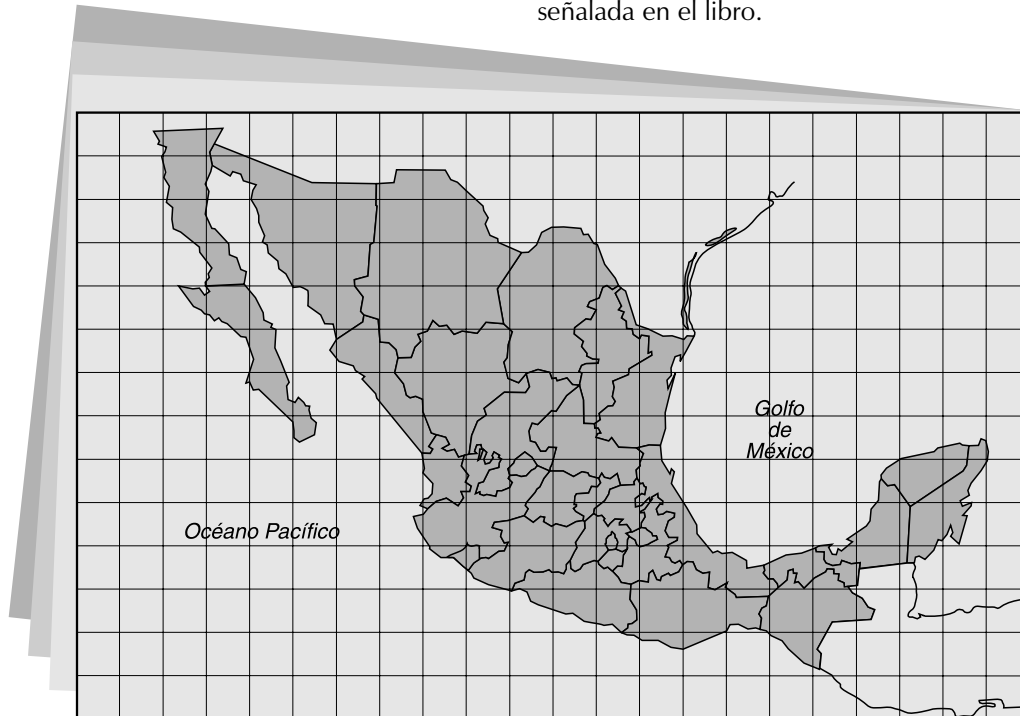 señalada en el libro.
Golfo
de
México
Océano Pacífico